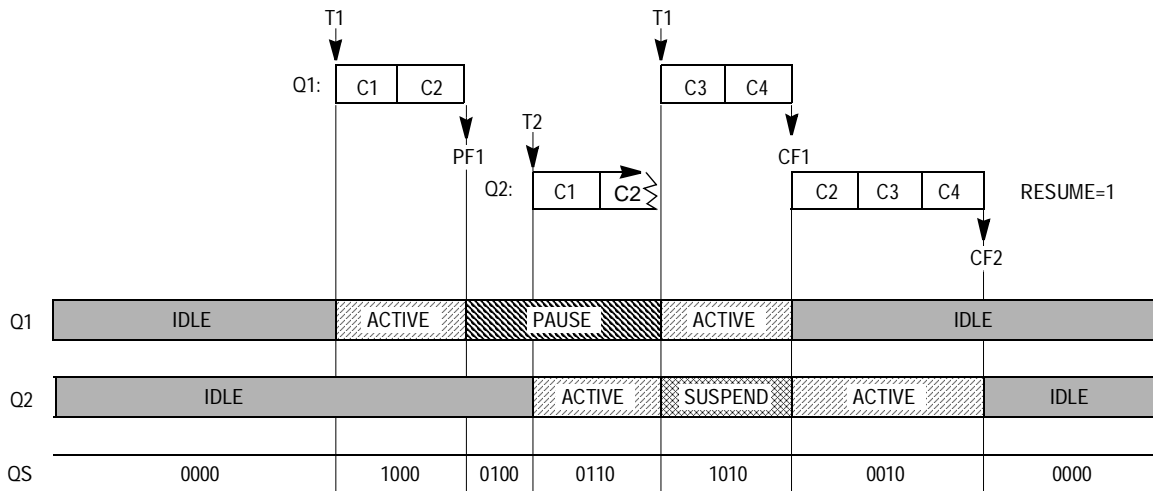 T1 T1
Q1: C1 C2 C3 C4
T2
PF1 CF1
Q2: C1 C2 C2 C3 C4 RESUME=1
CF2
Q1 IDLE ACTIVE PAUSE ACTIVE IDLE
Q2 IDLE ACTIVE SUSPEND ACTIVE IDLE
QS 0000 1000 0100 0110 1010 0010 0000